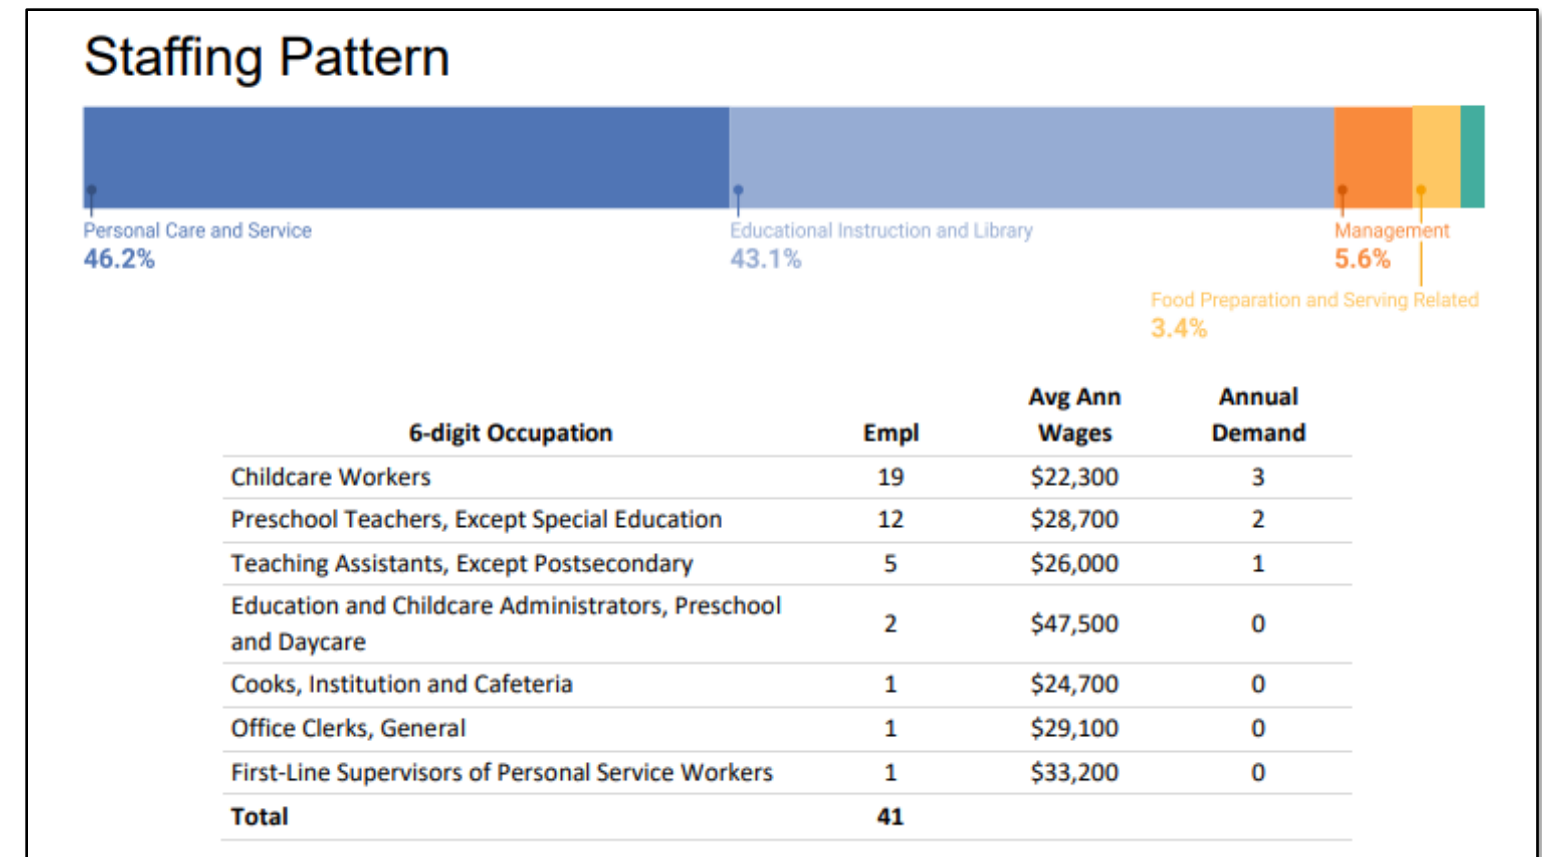 Staffing Pattern
Personal Care and Service
46.2%
Educational Instruction and Library
43.1%
Management
5.6%
Food Preparation and Serving Related
3.4%
6-digit Occupation Empl Avg Ann Wages Annual Demand
Childcare Workers 19 $22,300 3
Preschool Teachers, Except Special Education 12 $28,700 2
Teaching Assistants, Except Postsecondary 5 $26,000 1
Education and Childcare Administrators, Preschool
and Daycare 2 $47,500 0
Cooks, Institution and Cafeteria 1 $24,700 0
Office Clerks, General 1 $29,100 0
First-Line Supervisors of Personal Service Workers 1 $33,200 0
Total 41